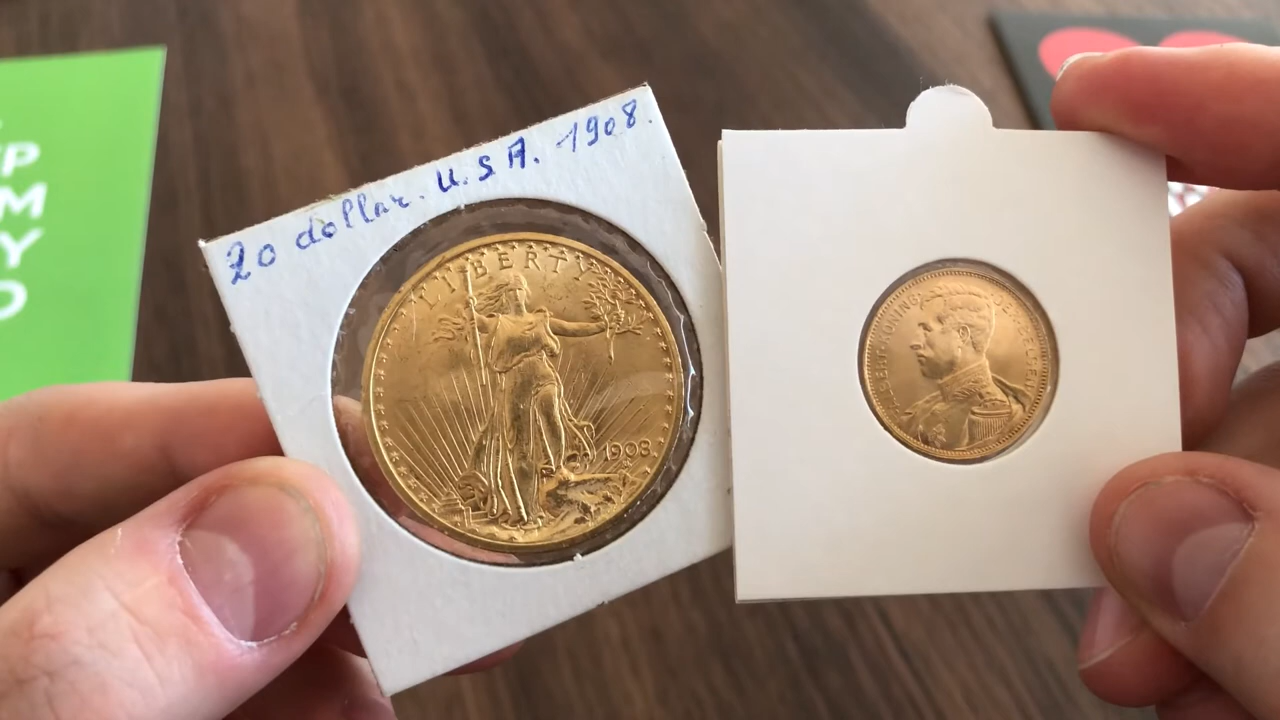 P
M
Y
O
20 dollar. U.S.A. 1908.
LIBERTY
1908.
ALBERT KONING DER BELGEN